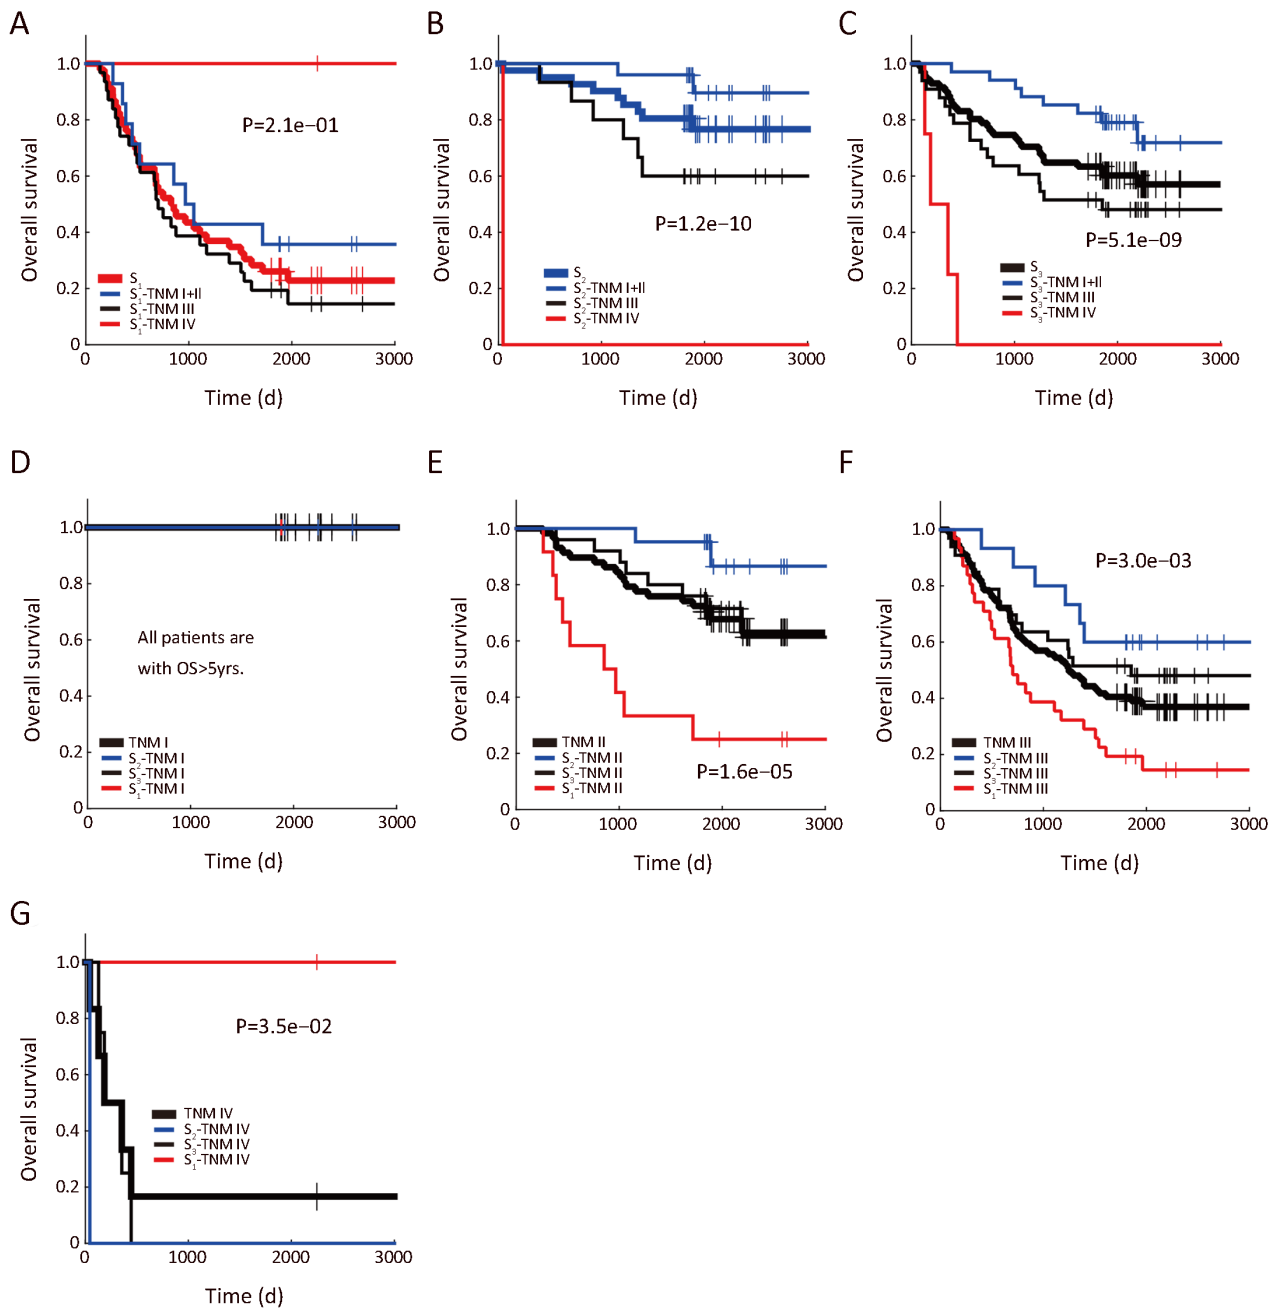 A
Overall survival
1.0
0.8
0.6
0.4
0.2
0
P=2.1e−01
S1
S1-TNM I+II
S1-TNM III
S1-TNM IV
0 1000 2000 3000
Time (d)
B
Overall survival
1.0
0.8
0.6
0.4
0.2
0
P=1.2e−10
S2
S2-TNM I+II
S2-TNM III
S2-TNM IV
0 1000 2000 3000
Time (d)
C
Overall survival
1.0
0.8
0.6
0.4
0.2
0
P=5.1e−09
S3
S3-TNM I+II
S3-TNM III
S3-TNM IV
0 1000 2000 3000
Time (d)
D
Overall survival
1.0
0.8
0.6
0.4
0.2
0
All patients are
with OS>5yrs.
TNM I
S2-TNM I
S3-TNM I
S1-TNM I
0 1000 2000 3000
Time (d)
E
Overall survival
1.0
0.8
0.6
0.4
0.2
0
TNM II
S2-TNM II
S3-TNM II
S1-TNM II
P=1.6e−05
0 1000 2000 3000
Time (d)
F
Overall survival
1.0
0.8
0.6
0.4
0.2
0
P=3.0e−03
TNM III
S2-TNM III
S3-TNM III
S1-TNM III
0 1000 2000 3000
Time (d)
G
Overall survival
1.0
0.8
0.6
0.4
0.2
0
P=3.5e−02
TNM IV
S2-TNM IV
S3-TNM IV
S1-TNM IV
0 1000 2000 3000
Time (d)